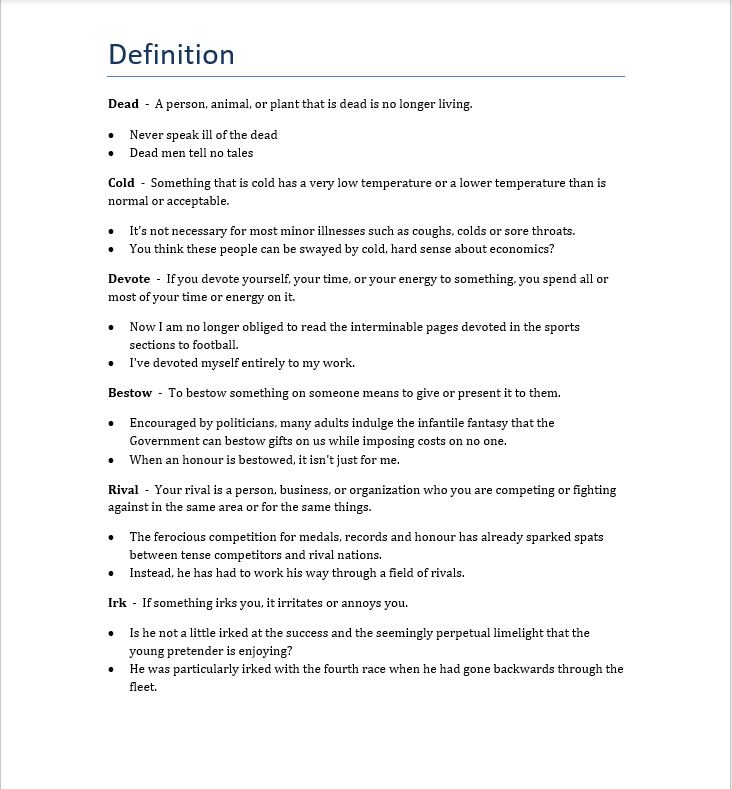 Definition
Dead - A person, animal, or plant that is dead is no longer living.
• Never speak ill of the dead
• Dead men tell no tales
Cold - Something that is cold has a very low temperature or a lower temperature than is
normal or acceptable.
• It's not necessary for most minor illnesses such as coughs, colds or sore throats.
• You think these people can be swayed by cold, hard sense about economics?
Devote - If you devote yourself, your time, or your energy to something, you spend all or
most of your time or energy on it.
• Now I am no longer obliged to read the interminable pages devoted in the sports
sections to football.
• I've devoted myself entirely to my work.
Bestow - To bestow something on someone means to give or present it to them.
• Encouraged by politicians, many adults indulge the infantile fantasy that the
Government can bestow gifts on us while imposing costs on no one.
• When an honour is bestowed, it isn't just for me.
Rival - Your rival is a person, business, or organization who you are competing or fighting
against in the same area or for the same things.
• The ferocious competition for medals, records and honour has already sparked spats
between tense competitors and rival nations.
• Instead, he has had to work his way through a field of rivals.
Irk - If something irks you, it irritates or annoys you.
• Is he not a little irked at the success and the seemingly perpetual limelight that the
young pretender is enjoying?
• He was particularly irked with the fourth race when he had gone backwards through the
fleet.